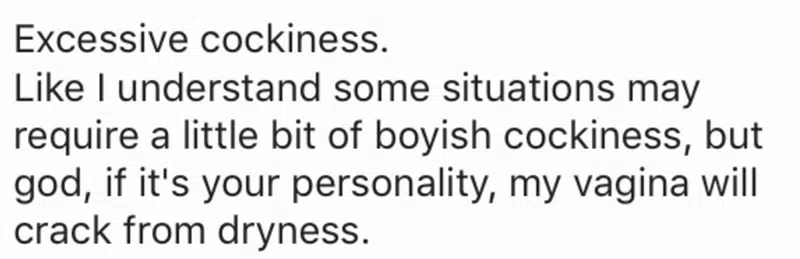 Excessive cockiness.
Like I understand some situations may
require a little bit of boyish cockiness, but
god, if it's your personality, my vagina will
crack from dryness.